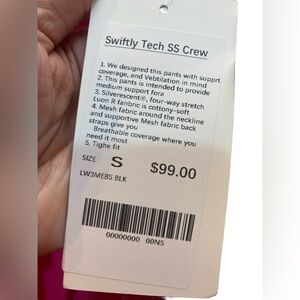 Swiftly Tech SS Crew
1. We designed this pants with supprt
coverage, and Vebtilation in mind
2. This pants is intended to provide
medium support fora
3. Silverescent®, four-way stretch
Luon R fanbric is cottony-soft
4. Mesh fabric around the neckline
and supportive Mesh fabric back
straps give you
Breathable coverage where you
need it most
5. Tighe fit
SIZE S $99.00
LW3MEBS BLK
00000000 00NS